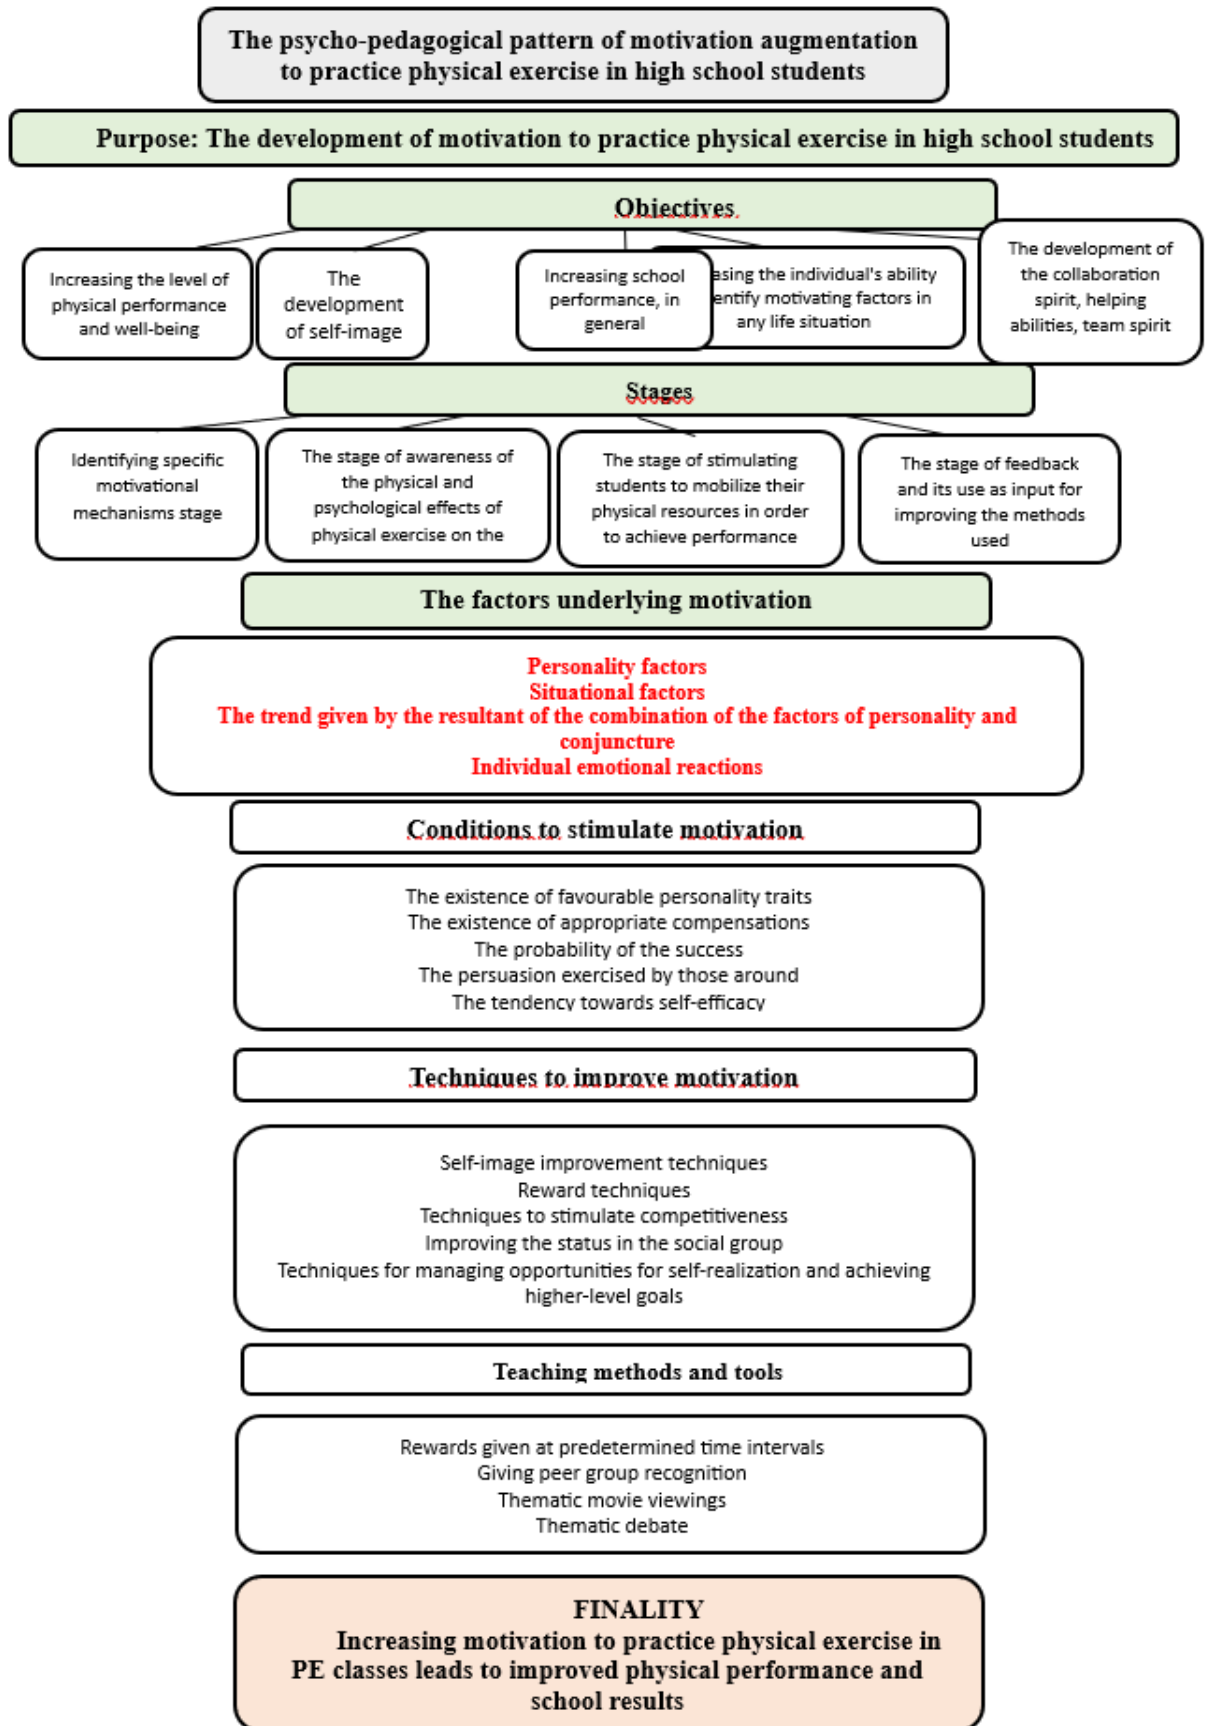 The psycho-pedagogical pattern of motivation augmentation
to practice physical exercise in high school students
Purpose: The development of motivation to practice physical exercise in high school students
Objectives
Increasing the level of
physical performance
and well-being
The
development
of self-image
Increasing school
performance, in
general
the individual's ability
motivating factors in
any life situation
The development of
the collaboration
spirit, helping
abilities, team spirit
Stages
Identifying specific
motivational
mechanisms stage
The stage of awareness of
the physical and
psychological effects of
physical exercise on the
The stage of stimulating
students to mobilize their
physical resources in order
to achieve performance
The stage of feedback
and its use as input for
improving the methods
used
The factors underlying motivation
Personality factors
Situational factors
The trend given by the resultant of the combination of the factors of personality and
conjuncture
Individual emotional reactions
Conditions to stimulate motivation
The existence of favourable personality traits
The existence of appropriate compensations
The probability of the success
The persuasion exercised by those around
The tendency towards self-efficacy
Techniques to improve motivation
Self-image improvement techniques
Reward techniques
Techniques to stimulate competitiveness
Improving the status in the social group
Techniques for managing opportunities for self-realization and achieving
higher-level goals
Teaching methods and tools
Rewards given at predetermined time intervals
Giving peer group recognition
Thematic movie viewings
Thematic debate
FINALITY
Increasing motivation to practice physical exercise in
PE classes leads to improved physical performance and
school results